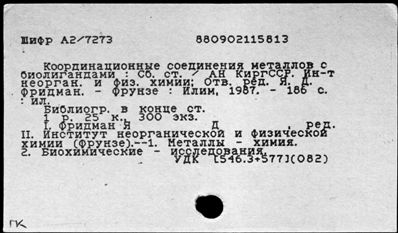 Шифр А2/7273 880902115813
Координационные соединения металлов с
биолигандами : Сб. ст. / АН КиргССР. Ин-т
неорган. и физ. химии; Отв. ред. Я. Д.
Фридман. - Фрунзе : Илим, 1987. - 186 с.
: ил.
Библиогр. в конце ст.
1 р. 25 к., 300 экз.
I. Фридман Я Д , ред.
II. Институт неорганической и физической
химии (Фрунзе).--1. Металлы - химия.
2. Биохимические - исследования.
УДК [546.3+577](082)
ГК